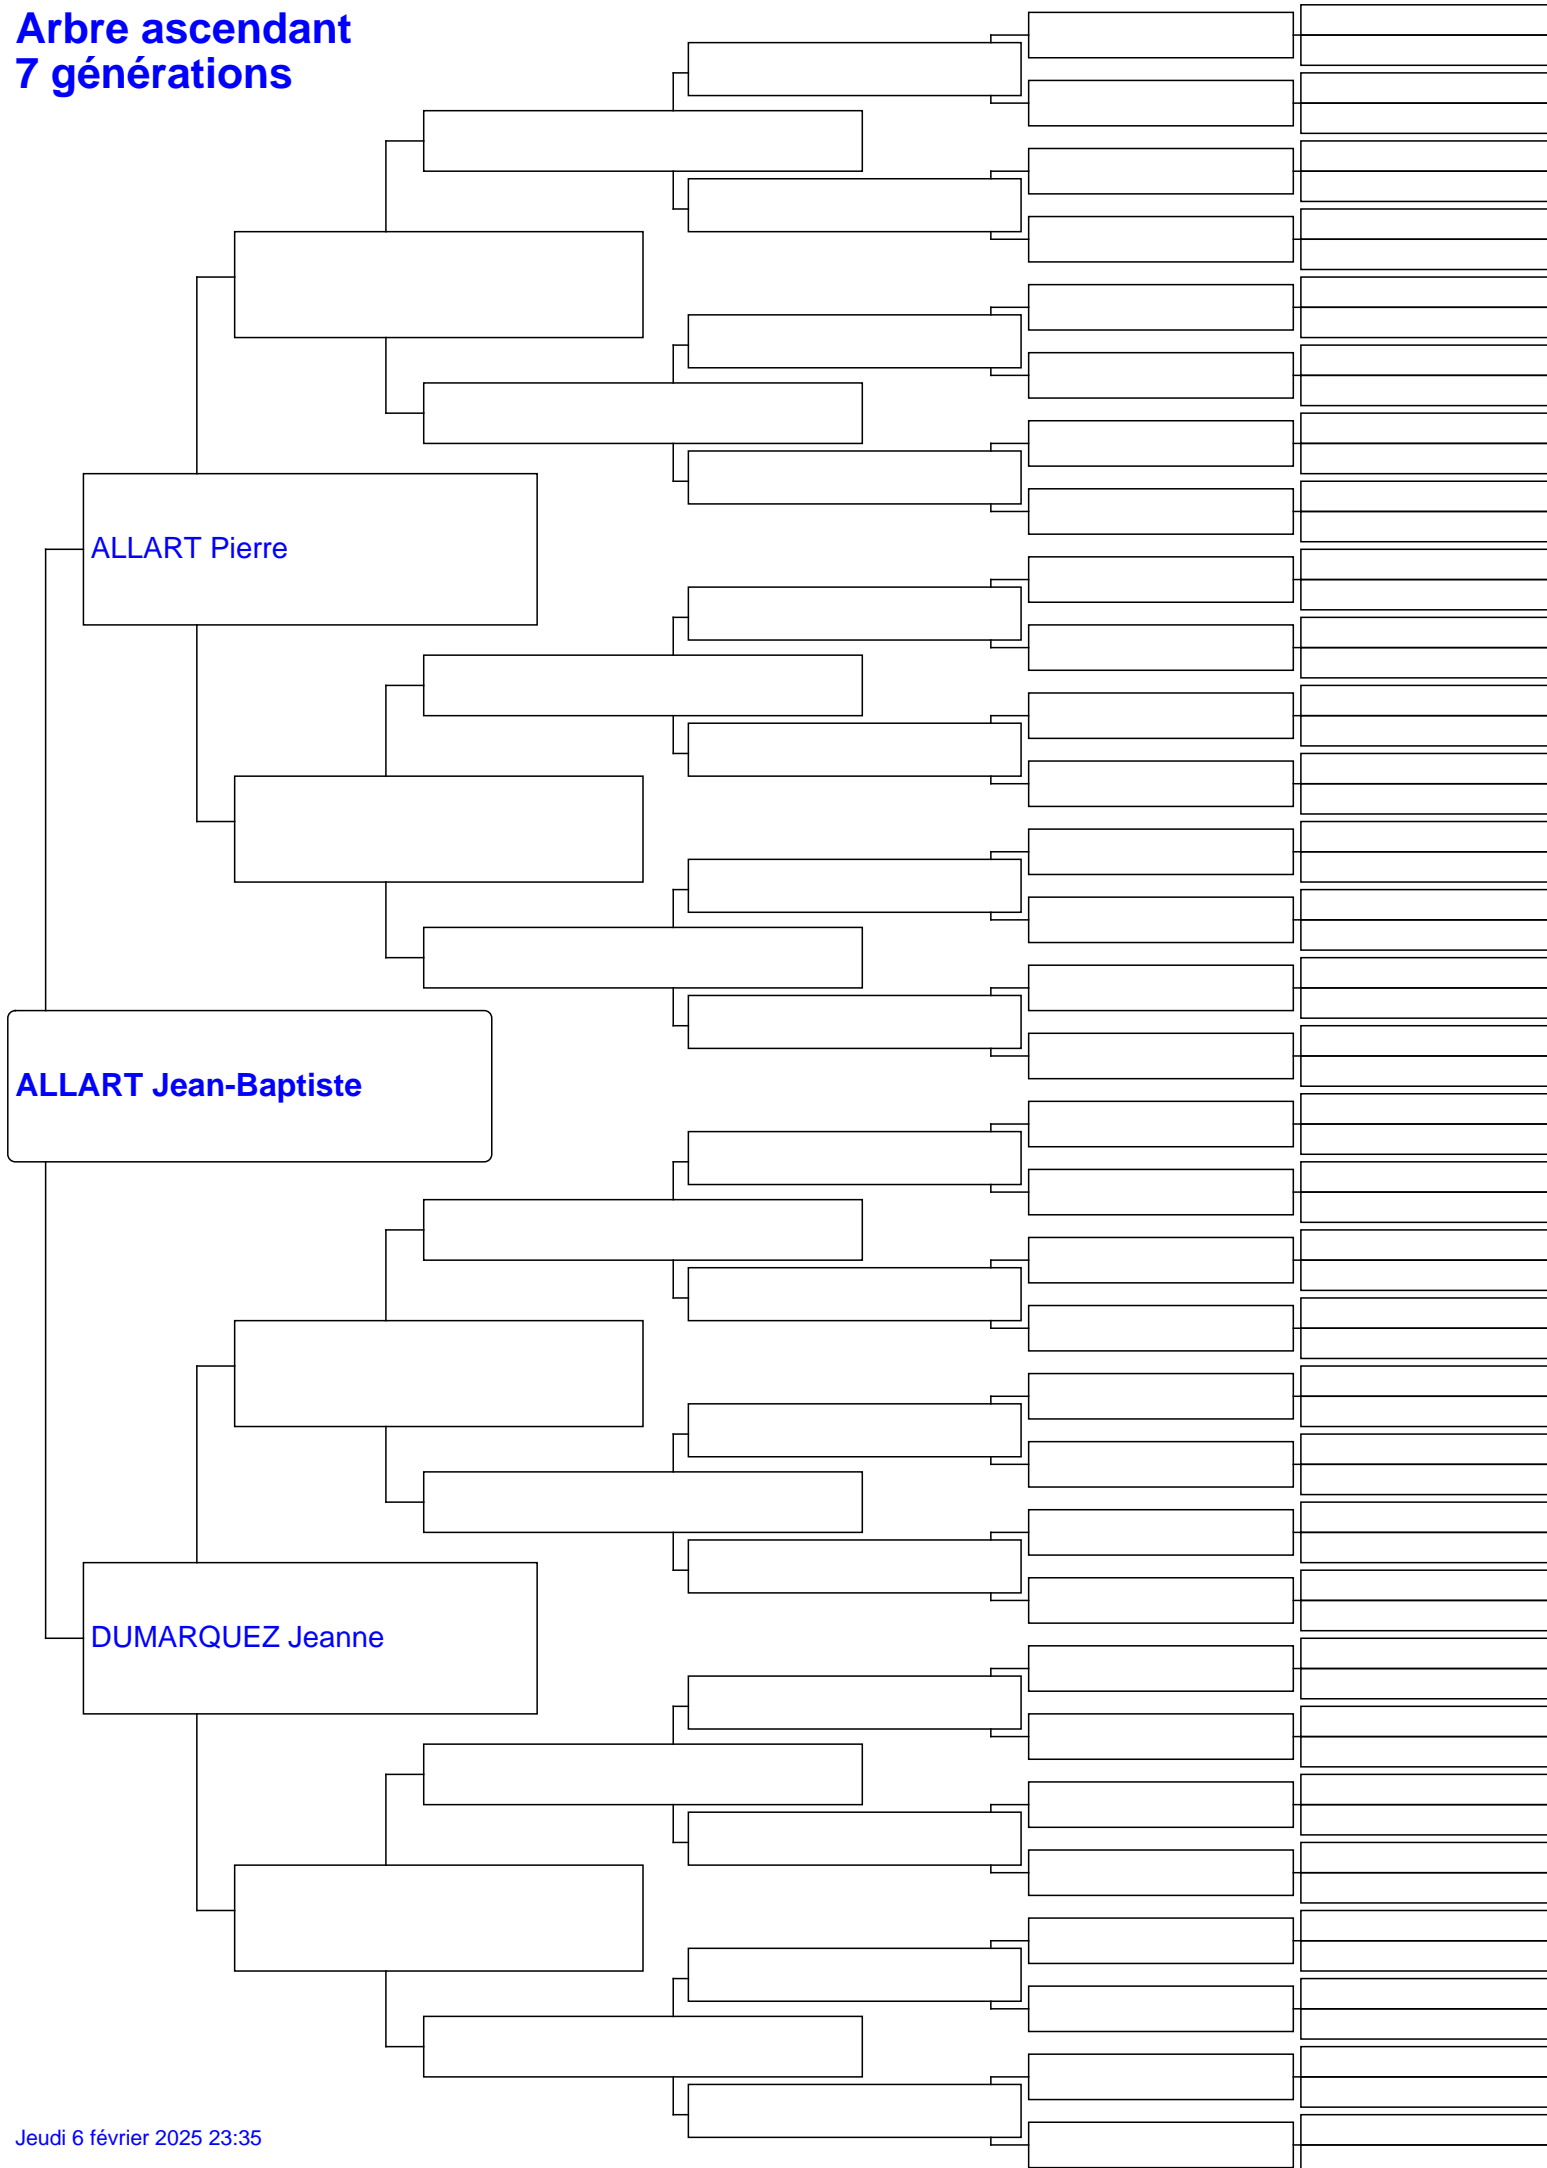 Arbre ascendant
7 générations
ALLART Pierre
ALLART Jean-Baptiste
DUMARQUEZ Jeanne
Jeudi 6 février 2025 23:35